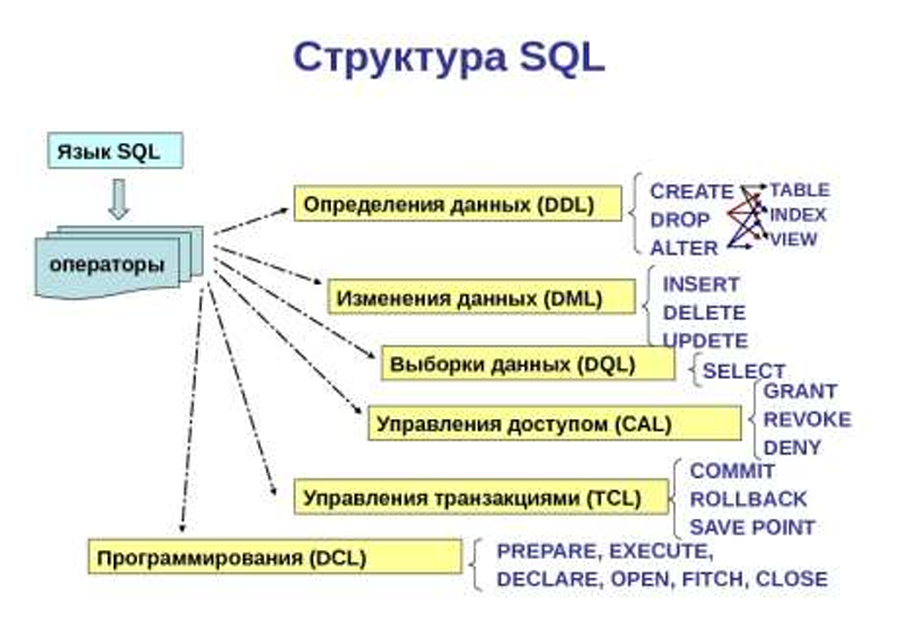 Структура SQL
Язык SQL
операторы
Определения данных (DDL)
CREATE
DROP
ALTER
TABLE
INDEX
VIEW
Изменения данных (DML)
INSERT
DELETE
UPDETE
Выборки данных (DQL)
SELECT
Управления доступом (CAL)
GRANT
REVOKE
DENY
Управления транзакциями (TCL)
COMMIT
ROLLBACK
SAVE POINT
Программирования (DCL)
PREPARE, EXECUTE,
DECLARE, OPEN, FITCH, CLOSE